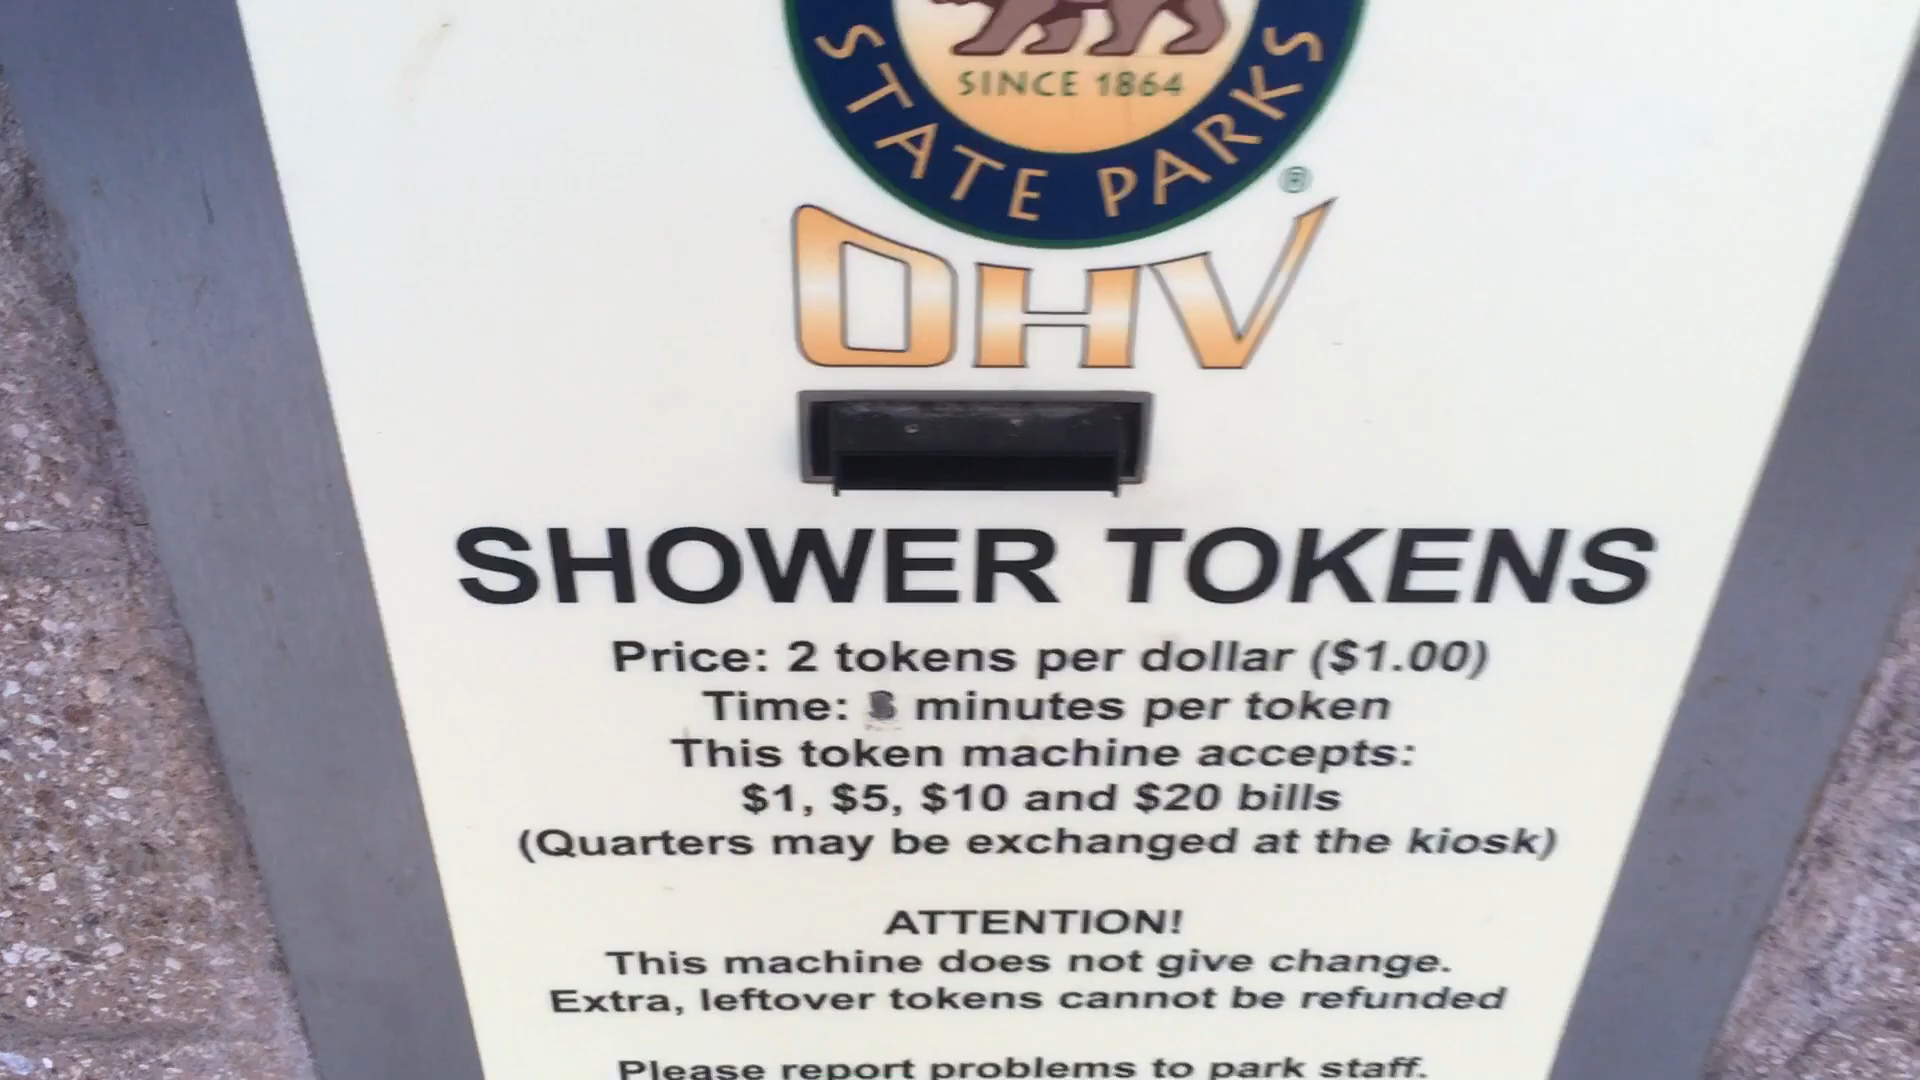 SINCE 1864
STATE PARKS
®
OHV
SHOWER TOKENS
Price: 2 tokens per dollar ($1.00)
Time: minutes per token
This token machine accepts:
$1, $5, $10 and $20 bills
(Quarters may be exchanged at the kiosk)
ATTENTION!
This machine does not give change.
Extra, leftover tokens cannot be refunded
Please report problems to park staff.